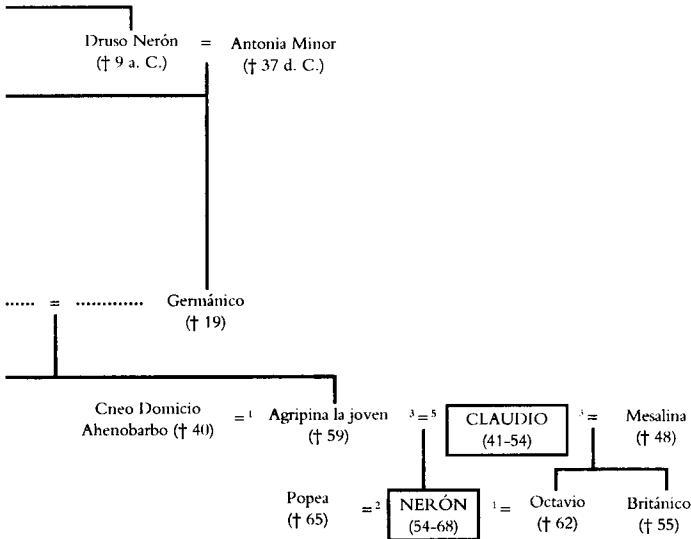 Druso Nerón = Antonia Minor
(† 9 a. C.) († 37 d. C.)
...... = ............. Germánico
(† 19)
Cneo Domicio
Ahenobarbo († 40) =¹ Agripina la joven ³=⁵ CLAUDIO ³= Mesalina
(† 59) (41-54) († 48)
Popea =² NERÓN ¹= Octavio Británico
(† 65) (54-68) († 62) († 55)